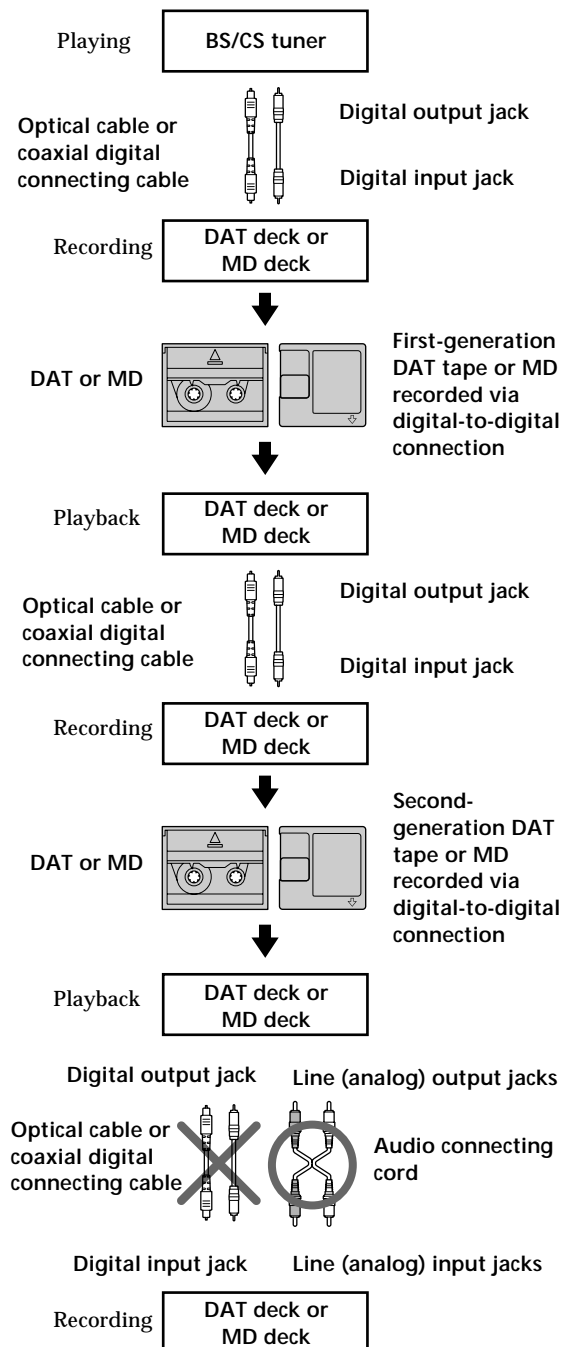 Playing
BS/CS tuner
Optical cable or
coaxial digital
connecting cable
Digital output jack
Digital input jack
Recording
DAT deck or
MD deck
DAT or MD
First-generation
DAT tape or MD
recorded via
digital-to-digital
connection
Playback
DAT deck or
MD deck
Optical cable or
coaxial digital
connecting cable
Digital output jack
Digital input jack
Recording
DAT deck or
MD deck
DAT or MD
Second-
generation DAT
tape or MD
recorded via
digital-to-digital
connection
Playback
DAT deck or
MD deck
Digital output jack
Line (analog) output jacks
Optical cable or
coaxial digital
connecting cable
Audio connecting
cord
Digital input jack
Line (analog) input jacks
Recording
DAT deck or
MD deck